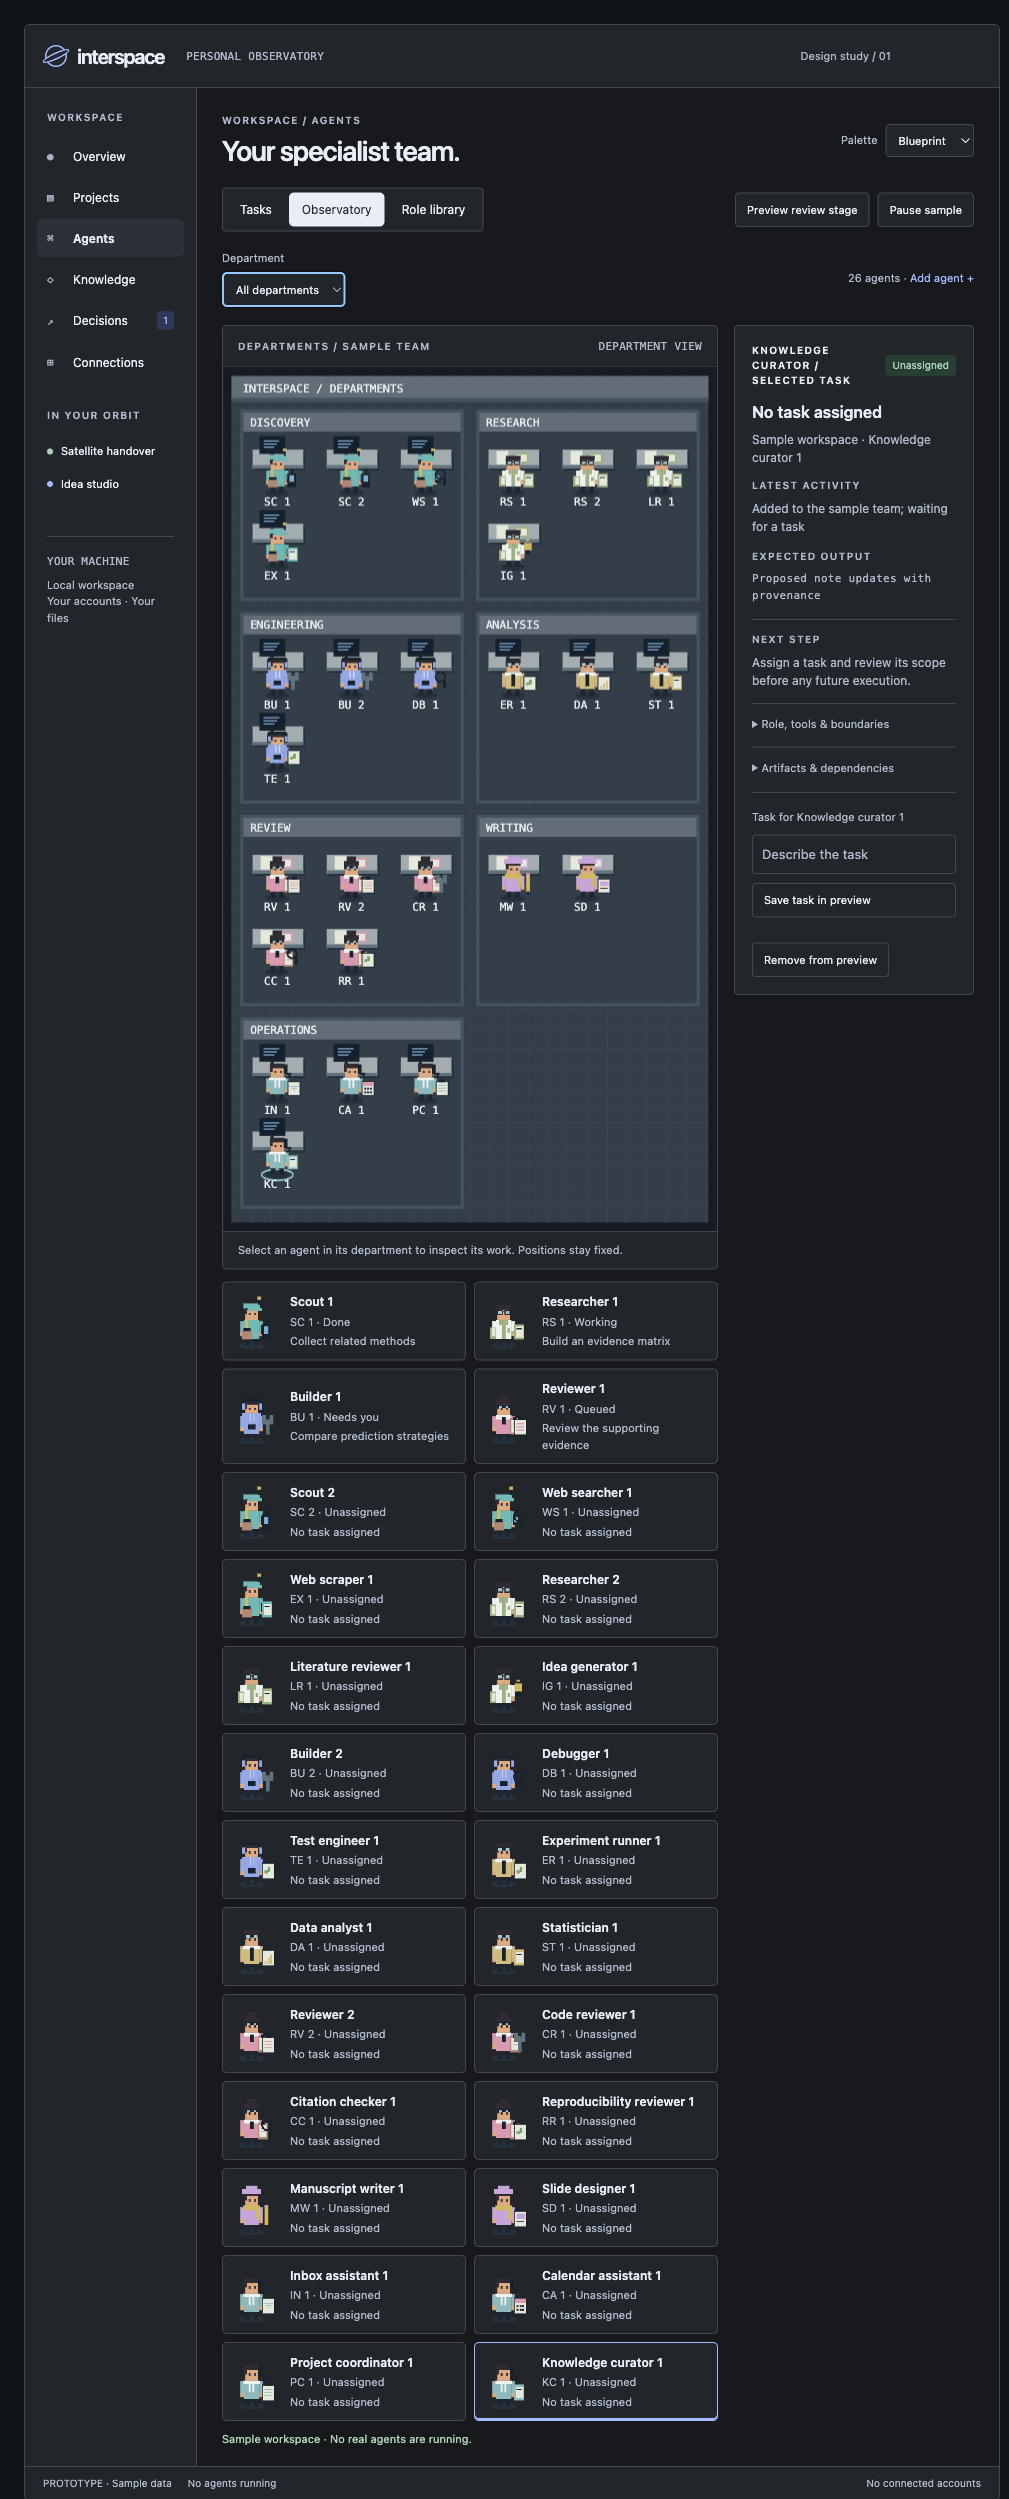 interspace
PERSONAL OBSERVATORY
Design study / 01
WORKSPACE
Overview
Projects
Agents
Knowledge
Decisions
1
Connections
IN YOUR ORBIT
Satellite handover
Idea studio
YOUR MACHINE
Local workspace
Your accounts · Your
files
WORKSPACE / AGENTS
Your specialist team.
Palette
Blueprint
Tasks
Observatory
Role library
Preview review stage
Pause sample
Department
All departments
26 agents · Add agent +
DEPARTMENTS / SAMPLE TEAM
DEPARTMENT VIEW
INTERSPACE / DEPARTMENTS
DISCOVERY
SC 1
SC 2
WS 1
EX 1
RESEARCH
RS 1
RS 2
LR 1
IG 1
ENGINEERING
BU 1
BU 2
DB 1
TE 1
ANALYSIS
ER 1
DA 1
ST 1
REVIEW
RV 1
RV 2
CR 1
CC 1
RR 1
WRITING
MW 1
SD 1
OPERATIONS
IN 1
CA 1
PC 1
KC 1
Select an agent in its department to inspect its work. Positions stay fixed.
KNOWLEDGE
CURATOR /
SELECTED TASK
Unassigned
No task assigned
Sample workspace · Knowledge
curator 1
LATEST ACTIVITY
Added to the sample team; waiting
for a task
EXPECTED OUTPUT
Proposed note updates with
provenance
NEXT STEP
Assign a task and review its scope
before any future execution.
Role, tools & boundaries
Artifacts & dependencies
Task for Knowledge curator 1
Describe the task
Save task in preview
Remove from preview
Scout 1
SC 1 · Done
Collect related methods
Researcher 1
RS 1 · Working
Build an evidence matrix
Builder 1
BU 1 · Needs you
Compare prediction strategies
Reviewer 1
RV 1 · Queued
Review the supporting
evidence
Scout 2
SC 2 · Unassigned
No task assigned
Web searcher 1
WS 1 · Unassigned
No task assigned
Web scraper 1
EX 1 · Unassigned
No task assigned
Researcher 2
RS 2 · Unassigned
No task assigned
Literature reviewer 1
LR 1 · Unassigned
No task assigned
Idea generator 1
IG 1 · Unassigned
No task assigned
Builder 2
BU 2 · Unassigned
No task assigned
Debugger 1
DB 1 · Unassigned
No task assigned
Test engineer 1
TE 1 · Unassigned
No task assigned
Experiment runner 1
ER 1 · Unassigned
No task assigned
Data analyst 1
DA 1 · Unassigned
No task assigned
Statistician 1
ST 1 · Unassigned
No task assigned
Reviewer 2
RV 2 · Unassigned
No task assigned
Code reviewer 1
CR 1 · Unassigned
No task assigned
Citation checker 1
CC 1 · Unassigned
No task assigned
Reproducibility reviewer 1
RR 1 · Unassigned
No task assigned
Manuscript writer 1
MW 1 · Unassigned
No task assigned
Slide designer 1
SD 1 · Unassigned
No task assigned
Inbox assistant 1
IN 1 · Unassigned
No task assigned
Calendar assistant 1
CA 1 · Unassigned
No task assigned
Project coordinator 1
PC 1 · Unassigned
No task assigned
Knowledge curator 1
KC 1 · Unassigned
No task assigned
Sample workspace · No real agents are running.
PROTOTYPE · Sample data
No agents running
No connected accounts